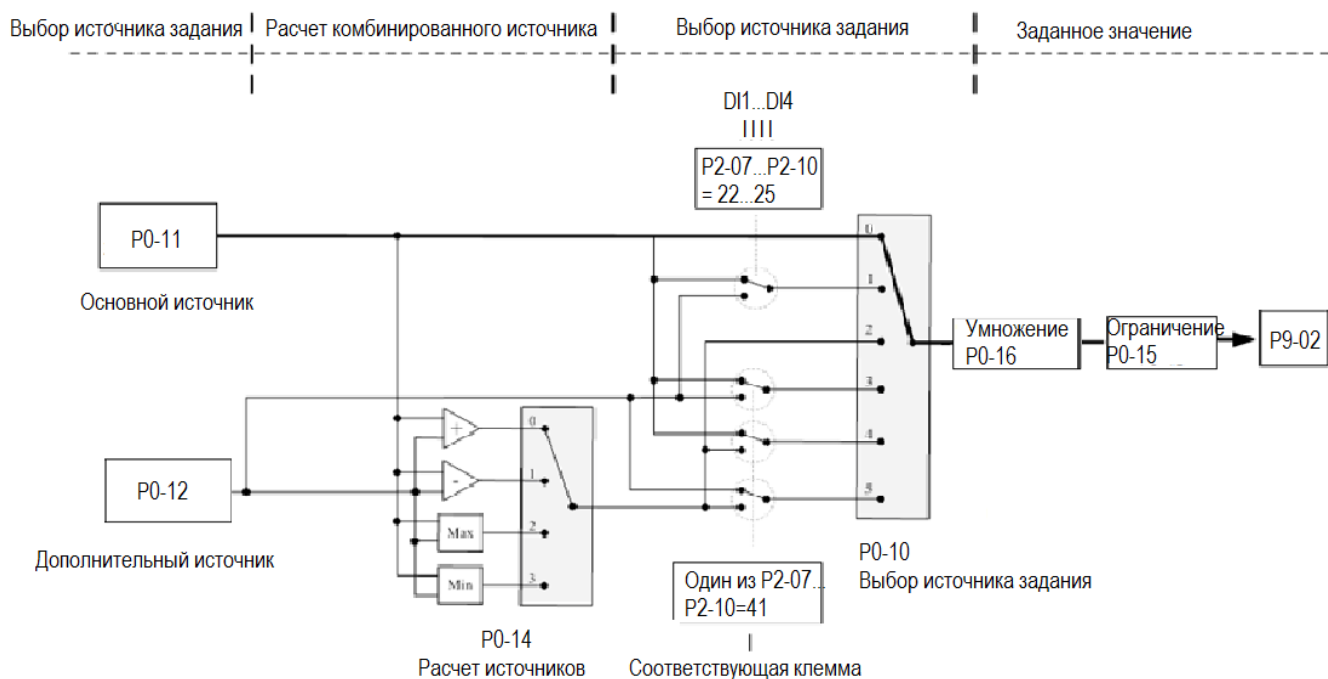 Выбор источника задания
Расчет комбинированного источника
Выбор источника задания
Заданное значение
DI1...DI4
P2-07...P2-10
= 22...25
P0-11
Основной источник
0
1
2
Умножение
P0-16
Ограничение
P0-15
P9-02
+
0
-
1
P0-12
Max
2
Дополнительный источник
Min
3
P0-10
Выбор источника задания
Один из P2-07...
P2-10=41
P0-14
Расчет источников
Соответствующая клемма